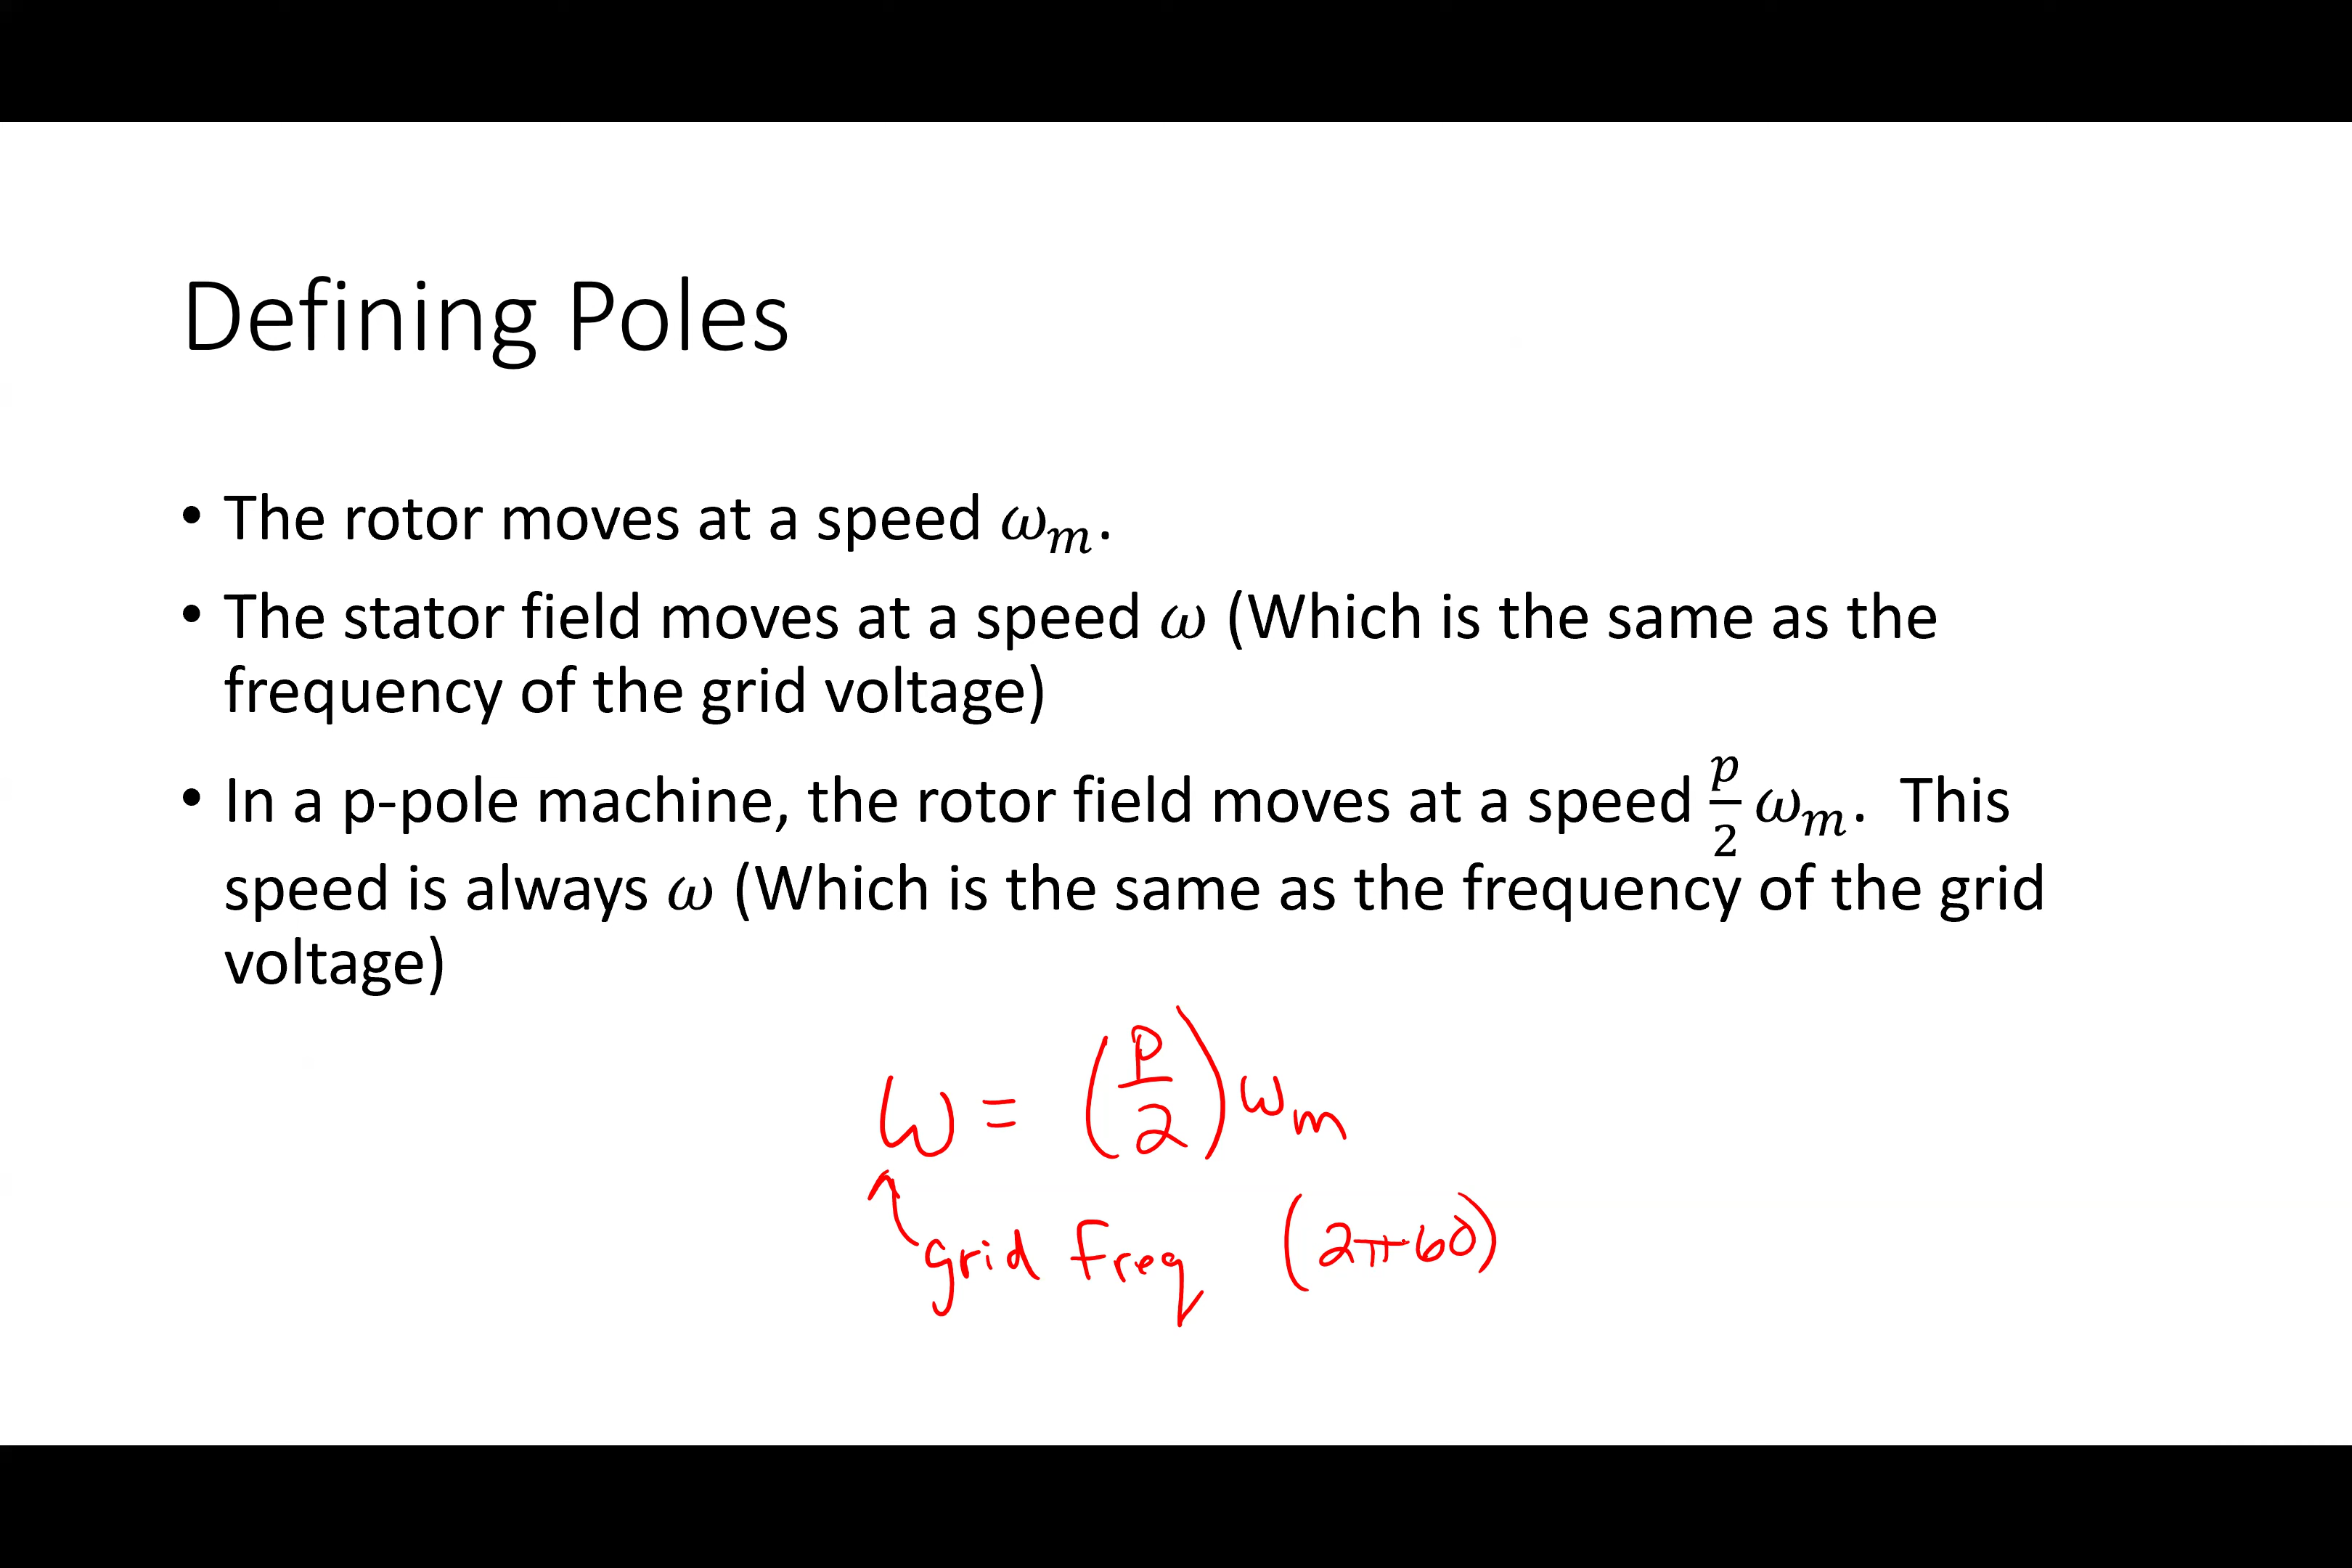 Defining Poles
• The rotor moves at a speed ωₘ.
• The stator field moves at a speed ω (Which is the same as the
frequency of the grid voltage)
• In a p-pole machine, the rotor field moves at a speed p/2 ωₘ. This
speed is always ω (Which is the same as the frequency of the grid
voltage)
ω = (P/2) ωₘ
grid freq (2π60)